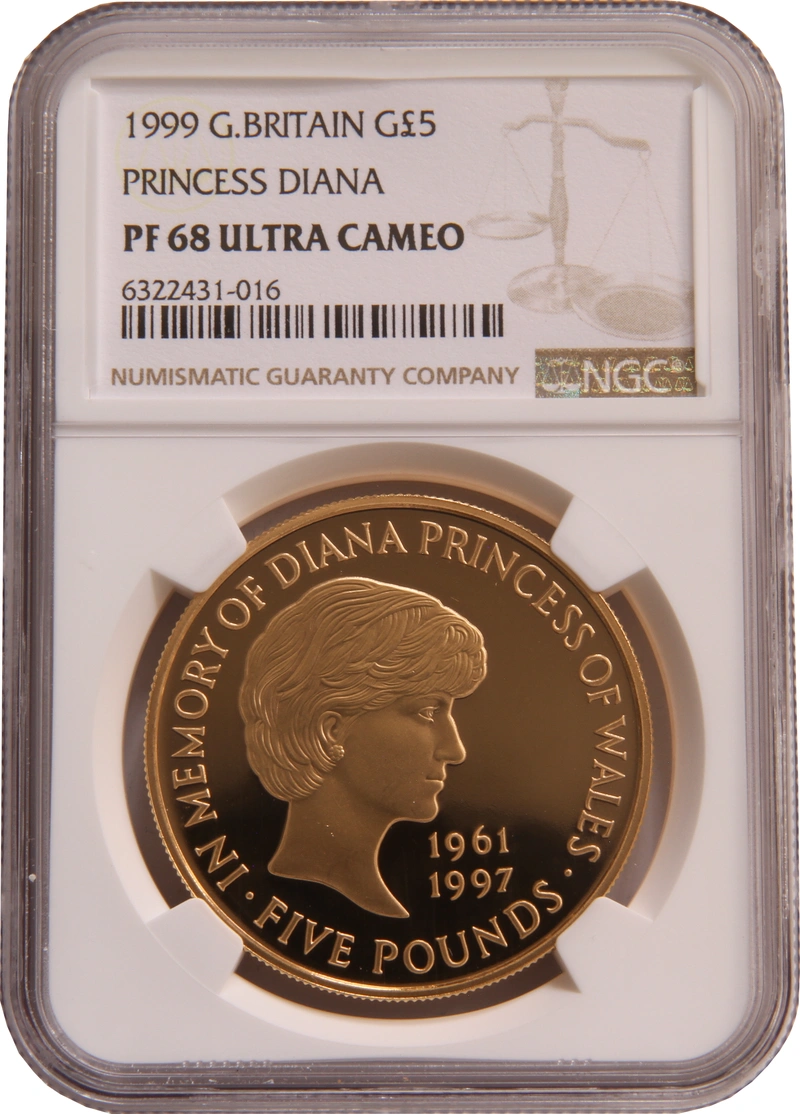 1999 G.BRITAIN G£5
PRINCESS DIANA
PF 68 ULTRA CAMEO
6322431-016
NUMISMATIC GUARANTY COMPANY
NGC
IN MEMORY OF DIANA PRINCESS OF WALES
1961
1997
· FIVE POUNDS ·